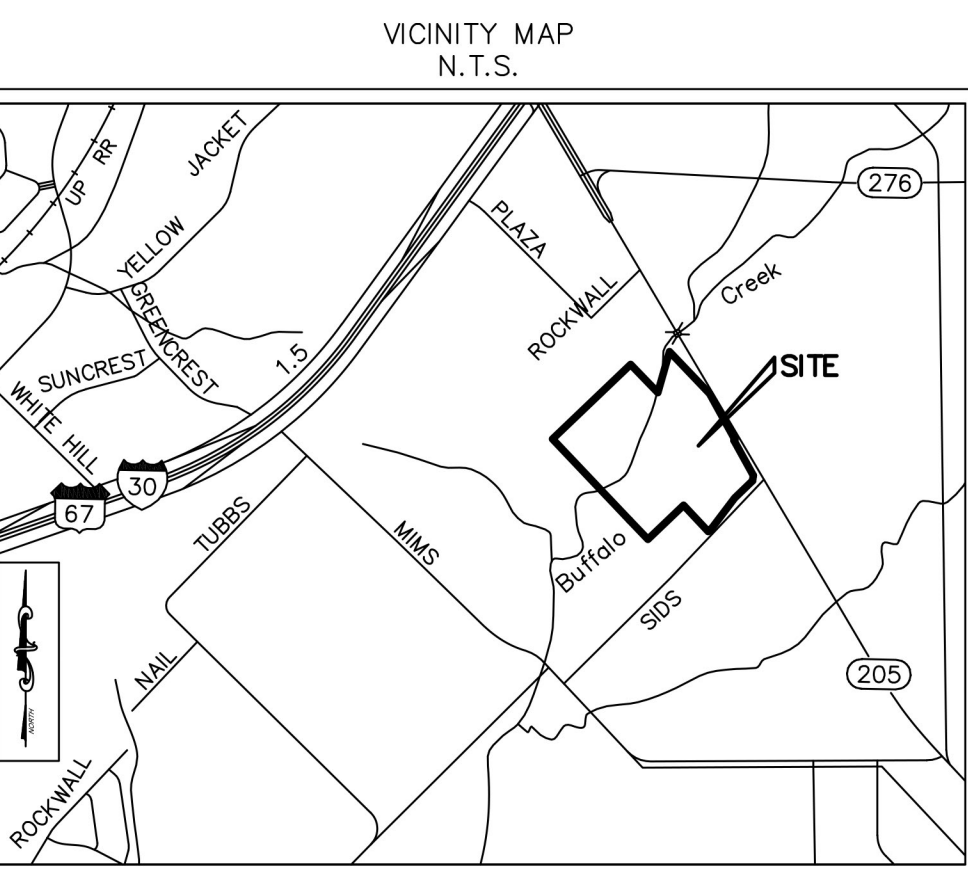 VICINITY MAP
N.T.S.
UP RR
YELLOW JACKET
276
PLAZA
ROCKWALL
Creek
GREENCREST
SUNCREST
WHITE HILL
1.5
SITE
30
67
TUBBS
MIMS
Buffalo
SIDS
NAIL
205
NORTH
ROCKWALL